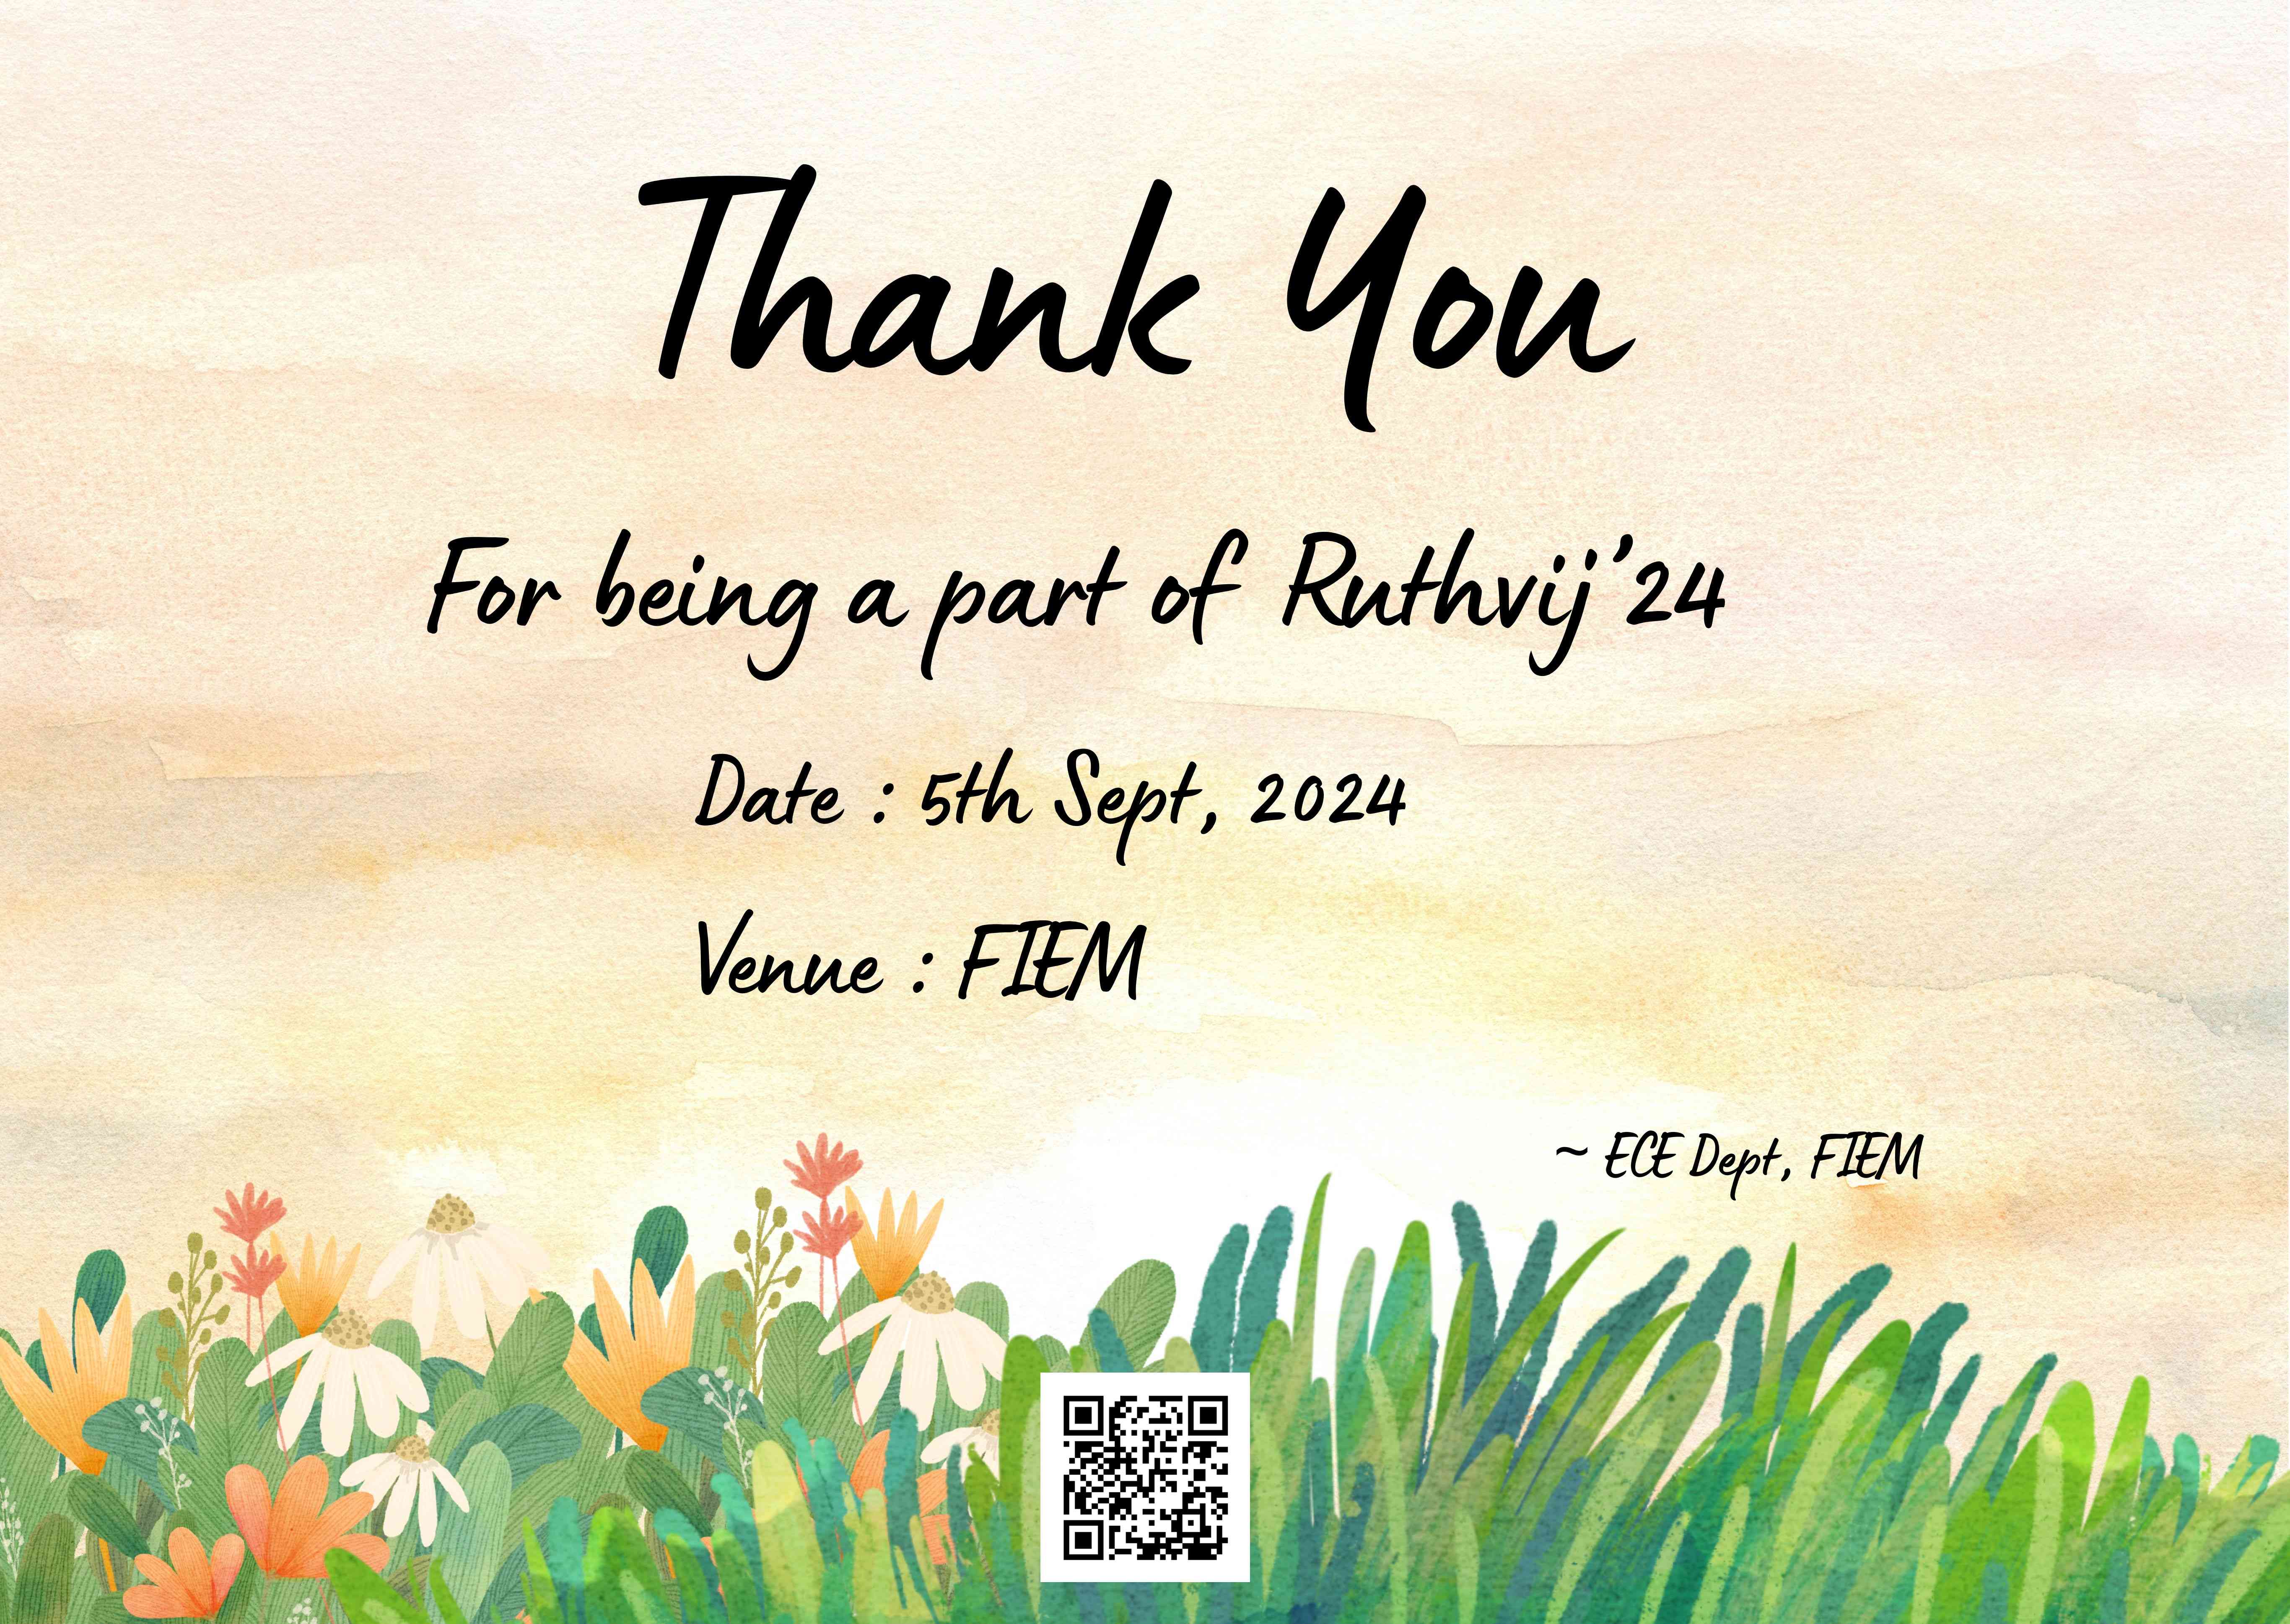 Thank You
For being a part of Ruthvij’24
Date : 5th Sept, 2024
Venue : FIEM
~ ECE Dept, FIEM